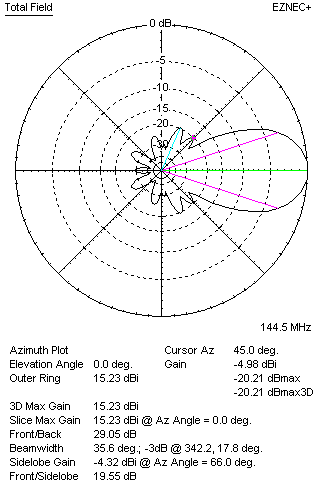 Total Field EZNEC+
0 dB
-5
-10
-15
-20
-30
144.5 MHz
Azimuth Plot Cursor Az 45.0 deg.
Elevation Angle 0.0 deg. Gain -4.98 dBi
Outer Ring 15.23 dBi -20.21 dBmax
-20.21 dBmax3D
3D Max Gain 15.23 dBi
Slice Max Gain 15.23 dBi @ Az Angle = 0.0 deg.
Front/Back 29.05 dB
Beamwidth 35.6 deg.; -3dB @ 342.2, 17.8 deg.
Sidelobe Gain -4.32 dBi @ Az Angle = 66.0 deg.
Front/Sidelobe 19.55 dB